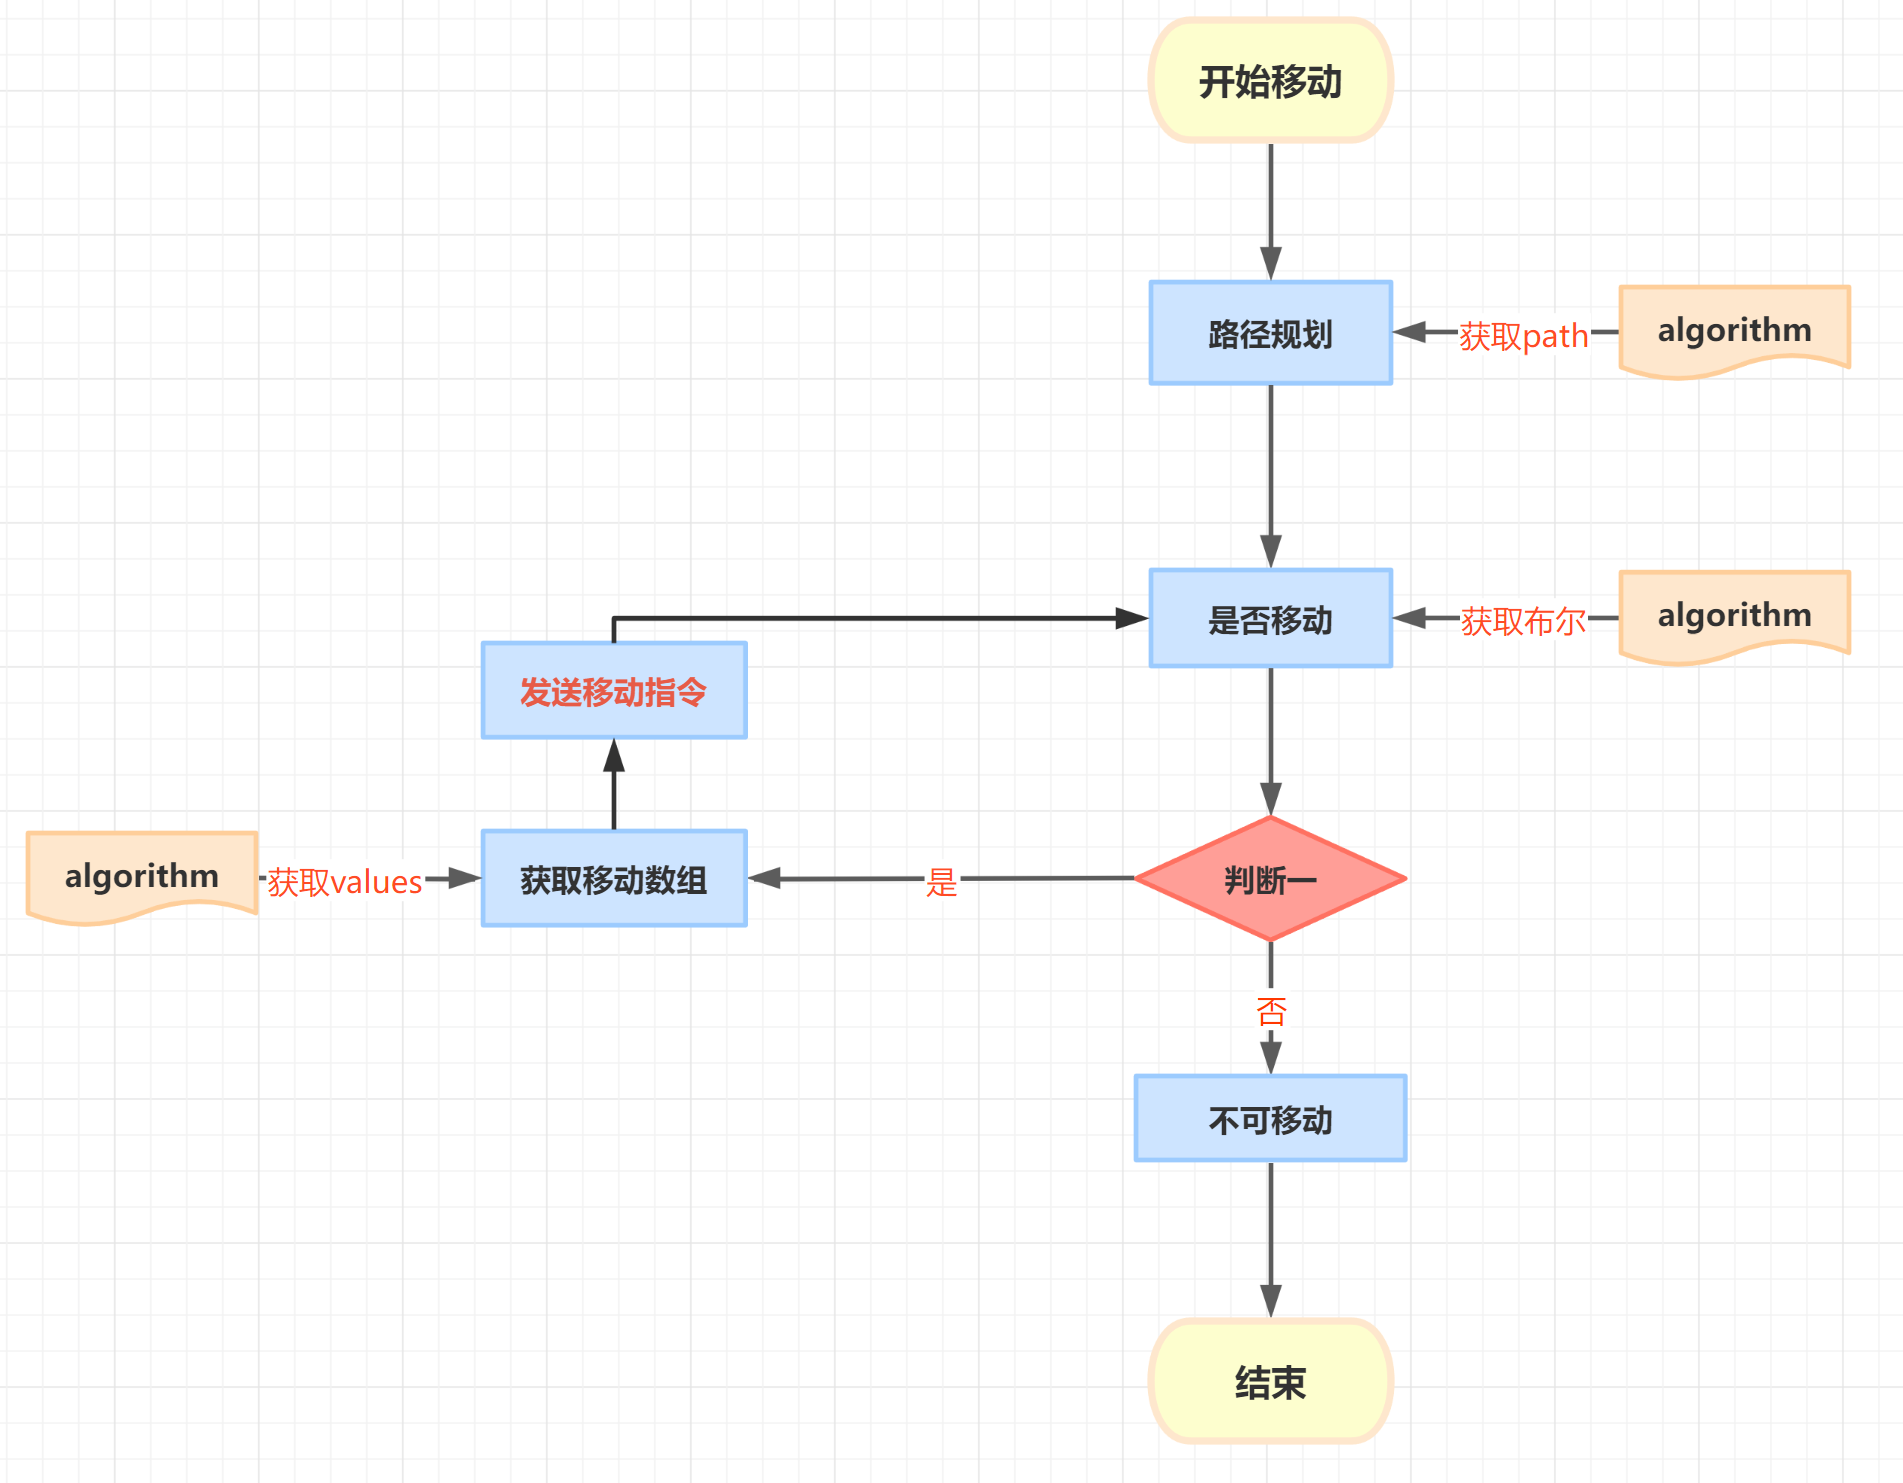 开始移动
路径规划
获取path
algorithm
是否移动
获取布尔
algorithm
发送移动指令
algorithm
获取values
获取移动数组
是
判断一
否
不可移动
结束